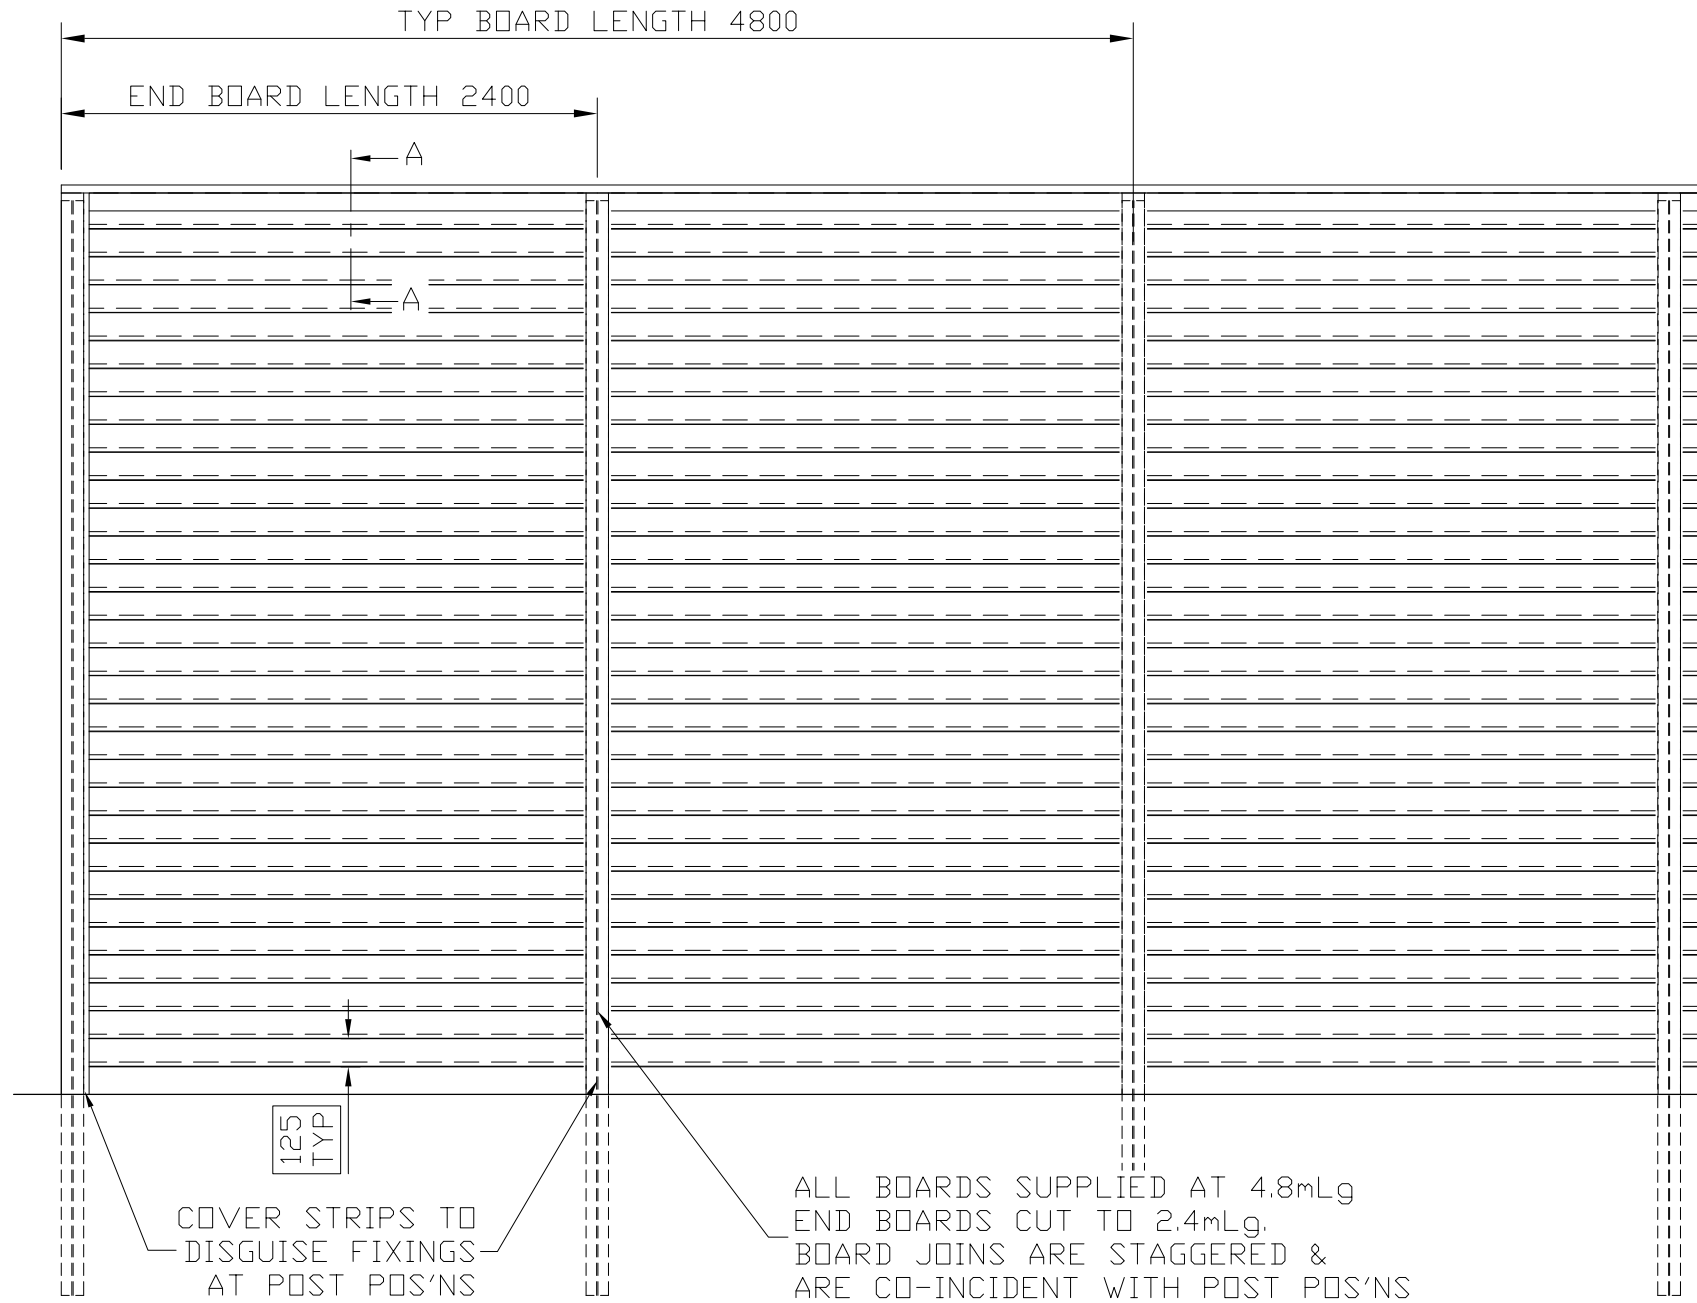 TYP BOARD LENGTH 4800
END BOARD LENGTH 2400
A
A
125
TYP
COVER STRIPS TO
DISGUISE FIXINGS
AT POST POS'NS
ALL BOARDS SUPPLIED AT 4.8mLg
END BOARDS CUT TO 2.4mLg.
BOARD JOINS ARE STAGGERED &
ARE CO-INCIDENT WITH POST POS'NS